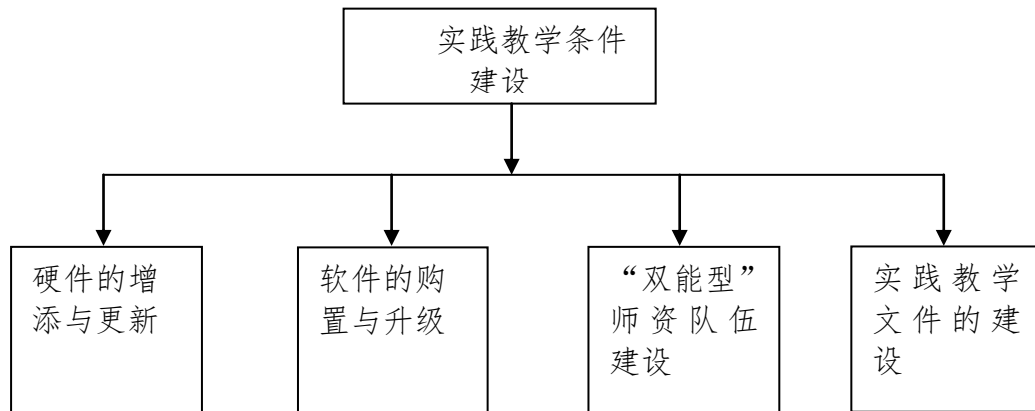 实践教学条件
建设
硬件的增
添与更新
软件的购
置与升级
“双能型”
师资队伍
建设
实践教学
文件的建
设